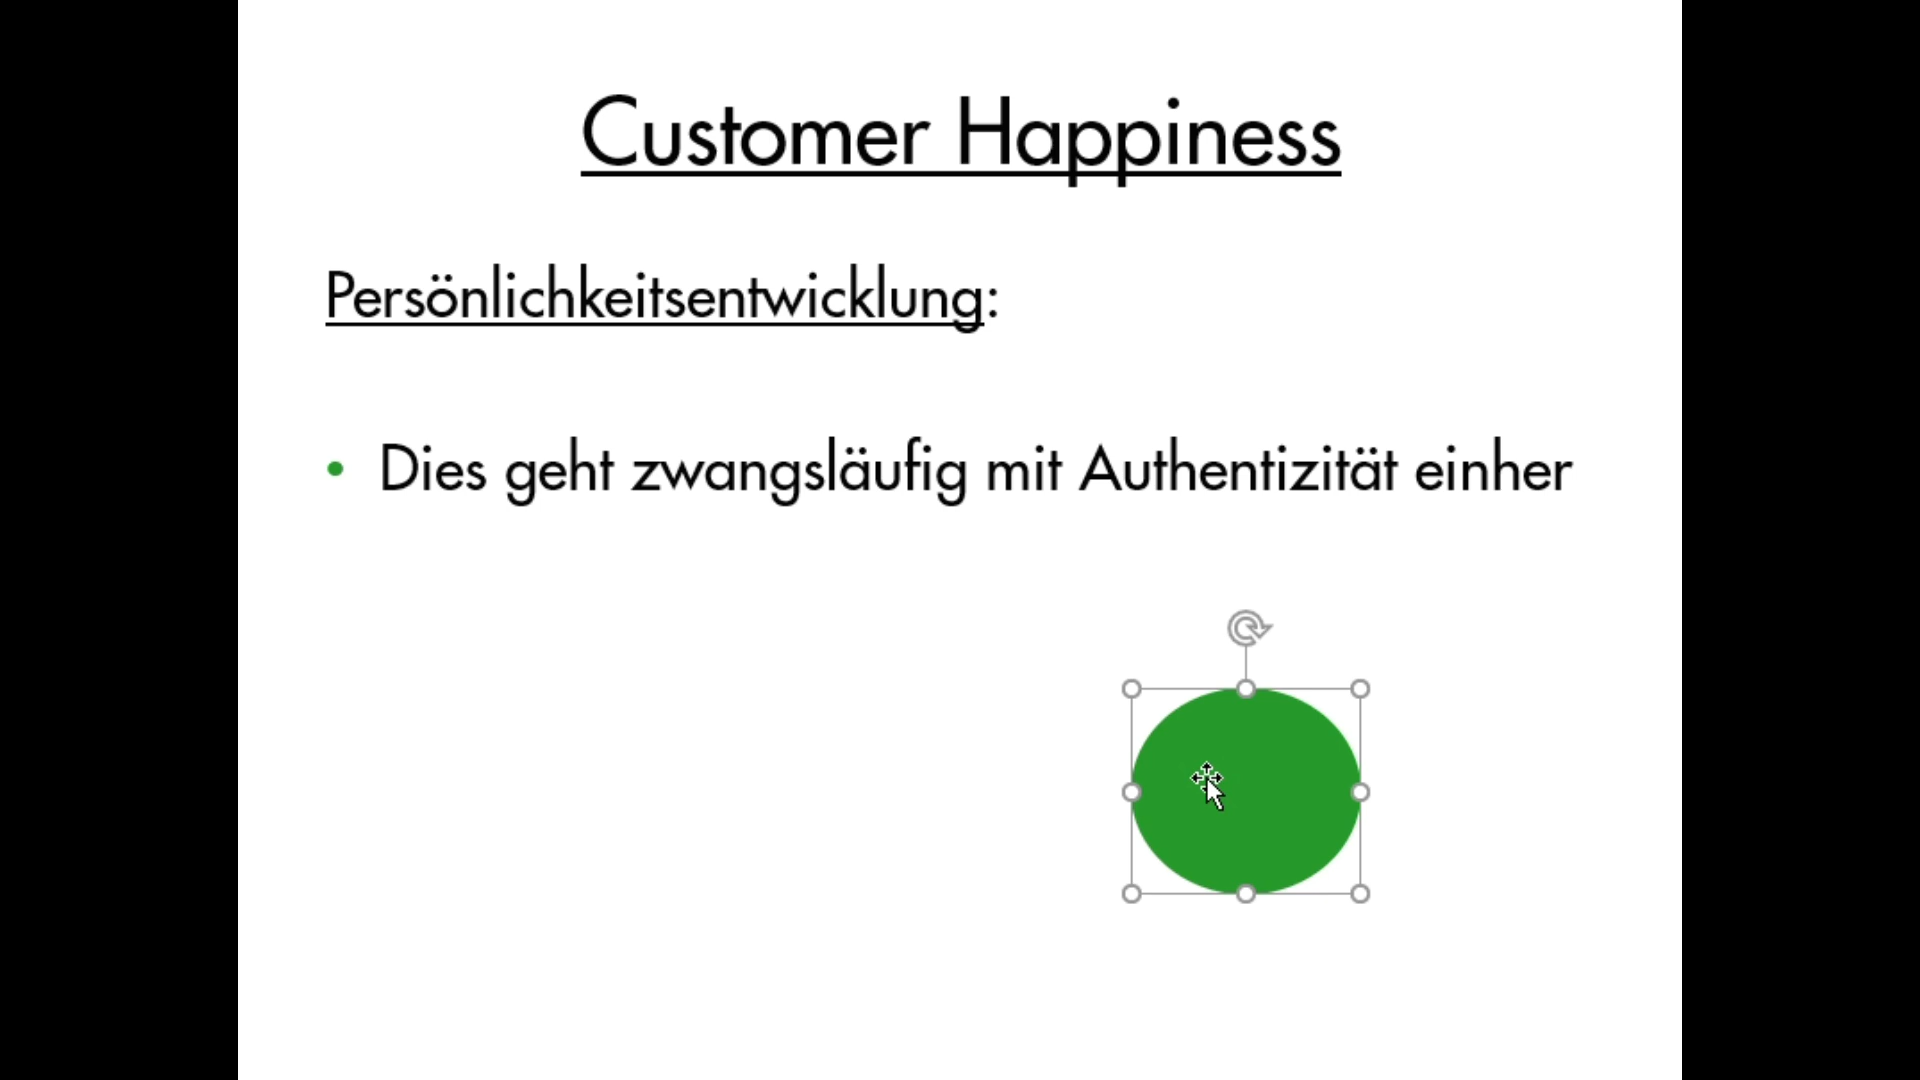 Customer Happiness
Persönlichkeitsentwicklung:
• Dies geht zwangsläufig mit Authentizität einher